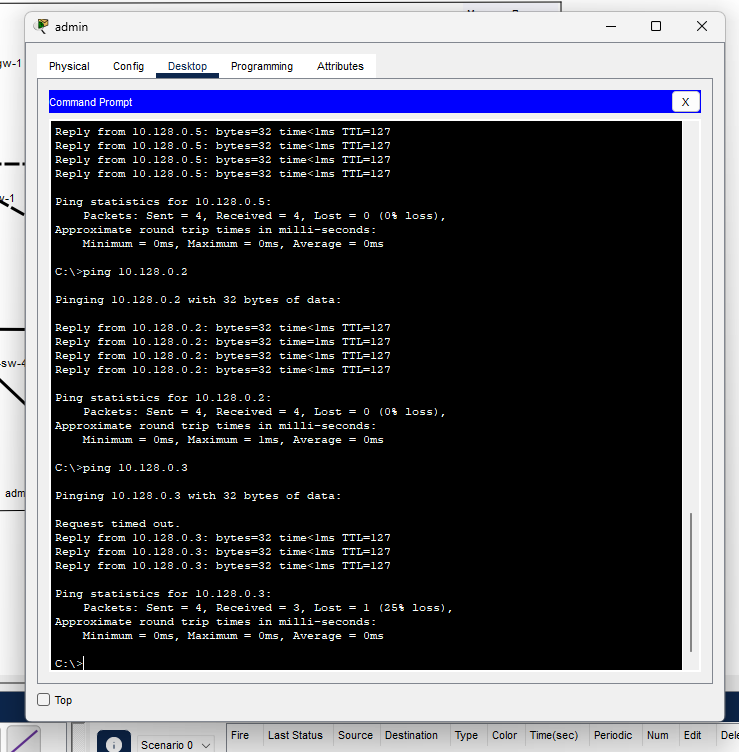 admin
gw-1
Physical Config Desktop Programming Attributes
Command Prompt X
Reply from 10.128.0.5: bytes=32 time<1ms TTL=127
Reply from 10.128.0.5: bytes=32 time<1ms TTL=127
Reply from 10.128.0.5: bytes=32 time<1ms TTL=127
Reply from 10.128.0.5: bytes=32 time<1ms TTL=127
Ping statistics for 10.128.0.5:
Packets: Sent = 4, Received = 4, Lost = 0 (0% loss),
Approximate round trip times in milli-seconds:
Minimum = 0ms, Maximum = 0ms, Average = 0ms
C:\>ping 10.128.0.2
Pinging 10.128.0.2 with 32 bytes of data:
Reply from 10.128.0.2: bytes=32 time<1ms TTL=127
Reply from 10.128.0.2: bytes=32 time=1ms TTL=127
Reply from 10.128.0.2: bytes=32 time<1ms TTL=127
Reply from 10.128.0.2: bytes=32 time<1ms TTL=127
Ping statistics for 10.128.0.2:
Packets: Sent = 4, Received = 4, Lost = 0 (0% loss),
Approximate round trip times in milli-seconds:
Minimum = 0ms, Maximum = 1ms, Average = 0ms
C:\>ping 10.128.0.3
Pinging 10.128.0.3 with 32 bytes of data:
Request timed out.
Reply from 10.128.0.3: bytes=32 time<1ms TTL=127
Reply from 10.128.0.3: bytes=32 time<1ms TTL=127
Reply from 10.128.0.3: bytes=32 time<1ms TTL=127
Ping statistics for 10.128.0.3:
Packets: Sent = 4, Received = 3, Lost = 1 (25% loss),
Approximate round trip times in milli-seconds:
Minimum = 0ms, Maximum = 0ms, Average = 0ms
C:\>
-sw-4
adm
Top
Scenario 0
Fire Last Status Source Destination Type Color Time(sec) Periodic Num Edit Dele